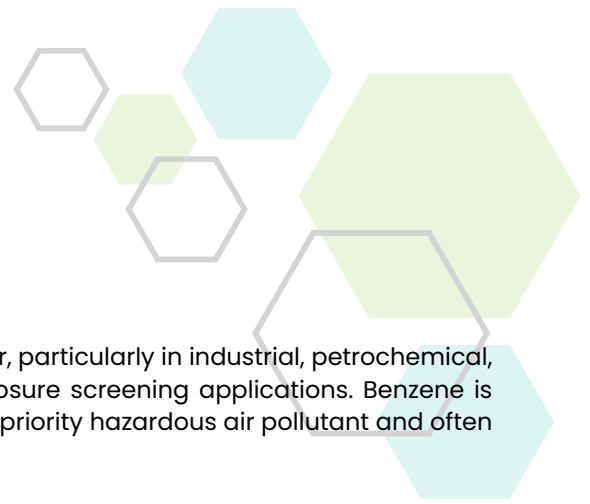 r, particularly in industrial, petrochemical,
osure screening applications. Benzene is
priority hazardous air pollutant and often